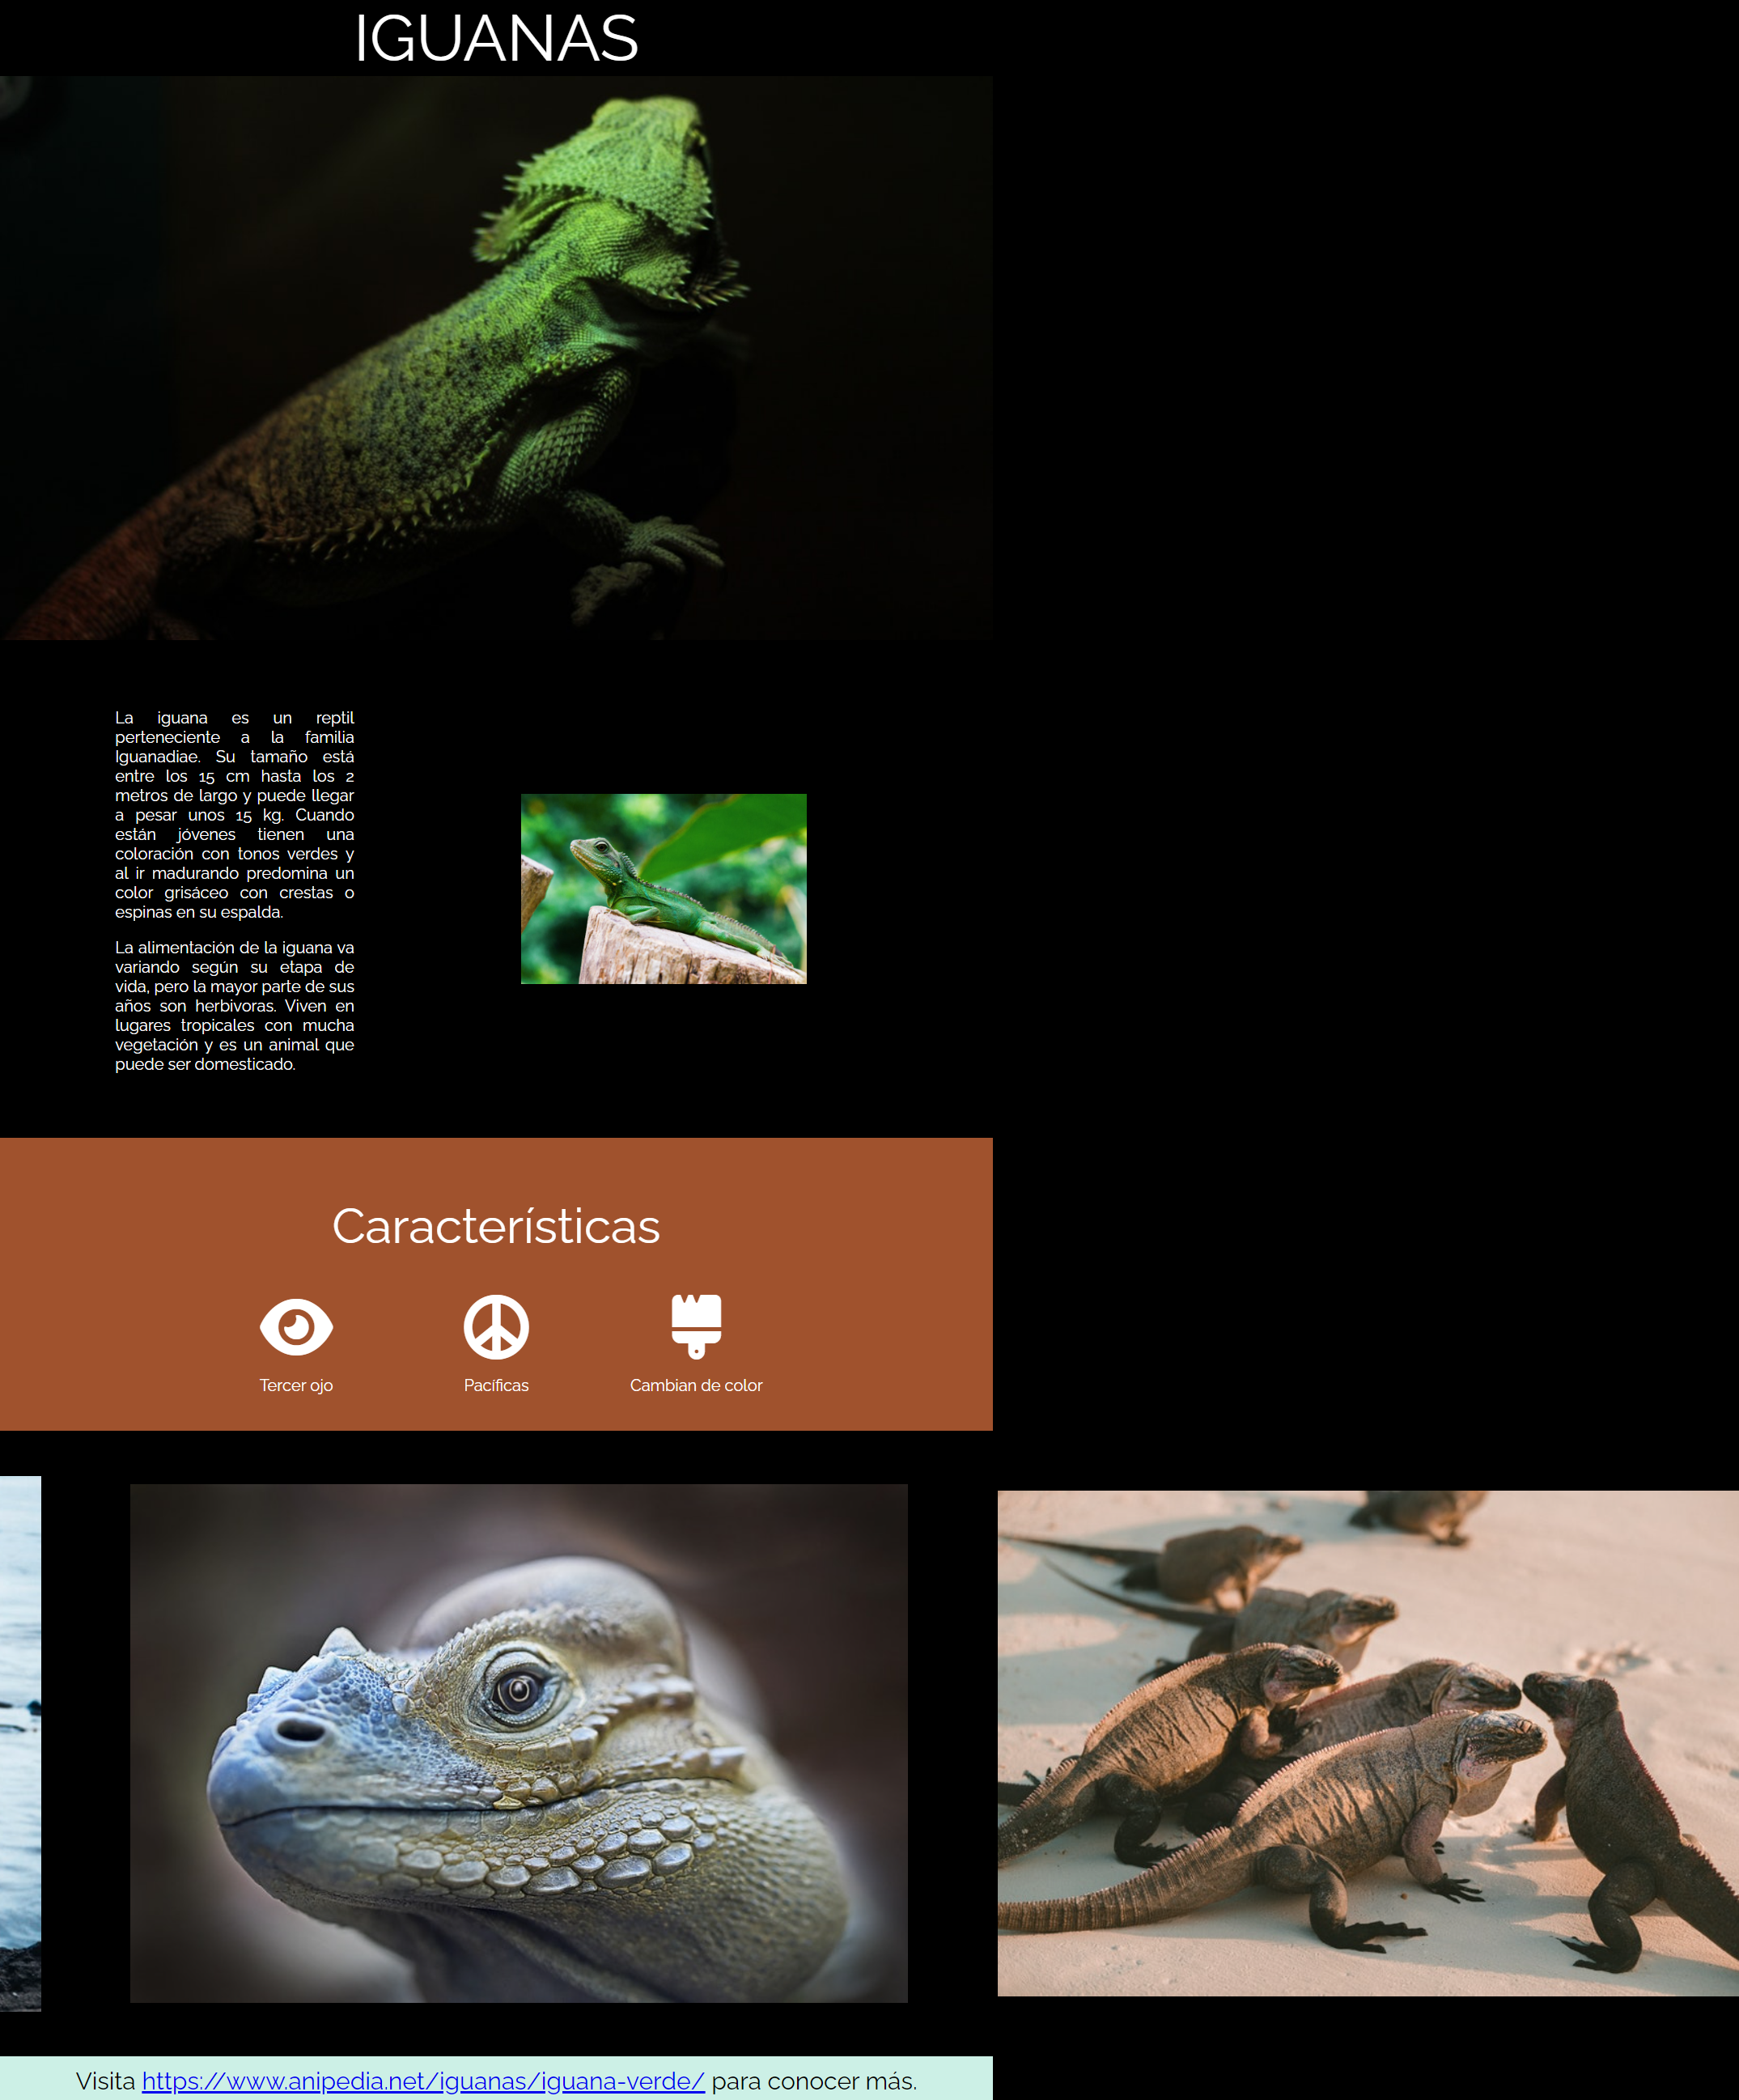 IGUANAS
La iguana es un reptil
perteneciente a la familia
Iguanadiae. Su tamaño está
entre los 15 cm hasta los 2
metros de largo y puede llegar
a pesar unos 15 kg. Cuando
están jóvenes tienen una
coloración con tonos verdes y
al ir madurando predomina un
color grisáceo con crestas o
espinas en su espalda.
La alimentación de la iguana va
variando según su etapa de
vida, pero la mayor parte de sus
años son herbivoras. Viven en
lugares tropicales con mucha
vegetación y es un animal que
puede ser domesticado.
Características
Tercer ojo
Pacíficas
Cambian de color
Visita https://www.anipedia.net/iguanas/iguana-verde/ para conocer más.